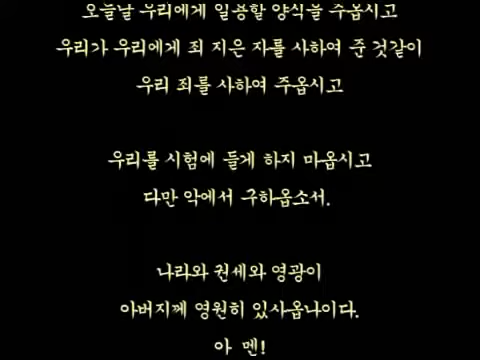 오늘날 우리에게 일용할 양식을 주옵시고
우리가 우리에게 죄 지은 자를 사하여 준 것같이
우리 죄를 사하여 주옵시고
우리를 시험에 들게 하지 마옵시고
다만 악에서 구하옵소서.
나라와 권세와 영광이
아버지께 영원히 있사옵나이다.
아 멘!